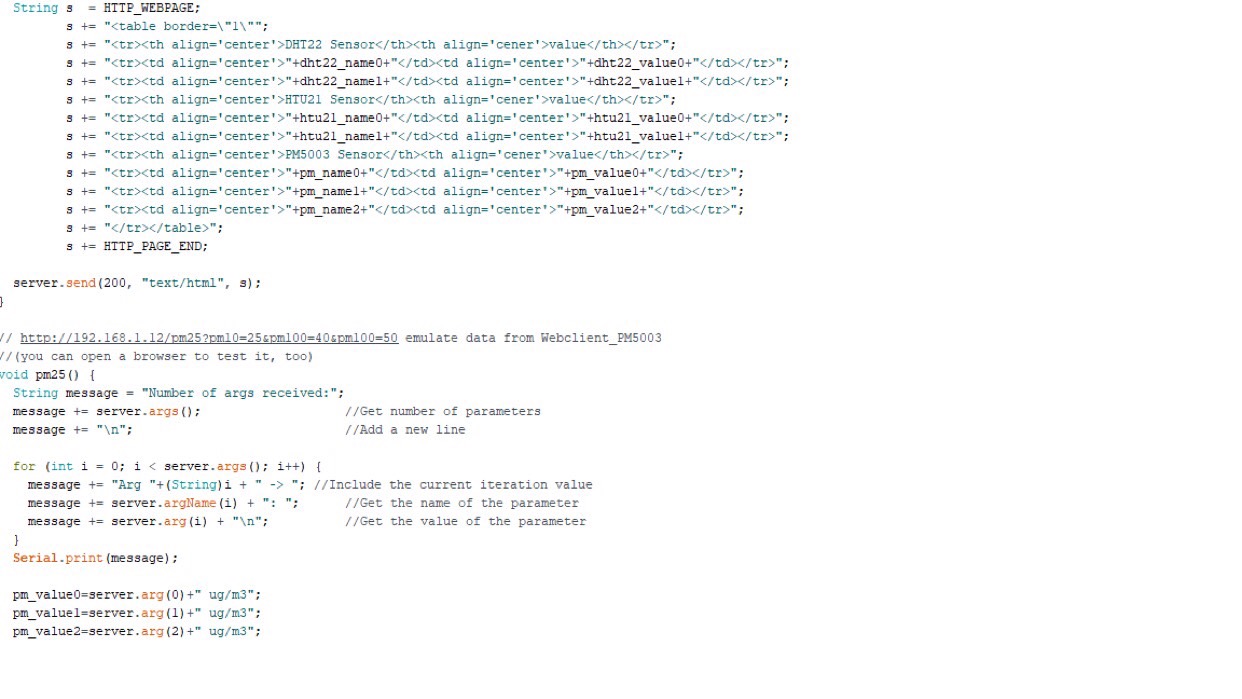 String s = HTTP_WEBPAGE;
s += "<table border=\"1\"";
s += "<tr><th align='center'>DHT22 Sensor</th><th align='cener'>value</th></tr>";
s += "<tr><td align='center'>"+dht22_name0+"</td><td align='center'>"+dht22_value0+"</td></tr>";
s += "<tr><td align='center'>"+dht22_name1+"</td><td align='center'>"+dht22_value1+"</td></tr>";
s += "<tr><th align='center'>HTU21 Sensor</th><th align='cener'>value</th></tr>";
s += "<tr><td align='center'>"+htu21_name0+"</td><td align='center'>"+htu21_value0+"</td></tr>";
s += "<tr><td align='center'>"+htu21_name1+"</td><td align='center'>"+htu21_value1+"</td></tr>";
s += "<tr><th align='center'>PM5003 Sensor</th><th align='cener'>value</th></tr>";
s += "<tr><td align='center'>"+pm_name0+"</td><td align='center'>"+pm_value0+"</td></tr>";
s += "<tr><td align='center'>"+pm_name1+"</td><td align='center'>"+pm_value1+"</td></tr>";
s += "<tr><td align='center'>"+pm_name2+"</td><td align='center'>"+pm_value2+"</td></tr>";
s += "</tr></table>";
s += HTTP_PAGE_END;
server.send(200, "text/html", s);
}
// http://192.168.1.12/pm25?pm10=25&pm100=40&pm100=50 emulate data from Webclient_PM5003
//(you can open a browser to test it, too)
void pm25() {
String message = "Number of args received:";
message += server.args(); //Get number of parameters
message += "\n"; //Add a new line
for (int i = 0; i < server.args(); i++) {
message += "Arg "+(String)i + " -> "; //Include the current iteration value
message += server.argName(i) + ": "; //Get the name of the parameter
message += server.arg(i) + "\n"; //Get the value of the parameter
}
Serial.print(message);
pm_value0=server.arg(0)+" ug/m3";
pm_value1=server.arg(1)+" ug/m3";
pm_value2=server.arg(2)+" ug/m3";